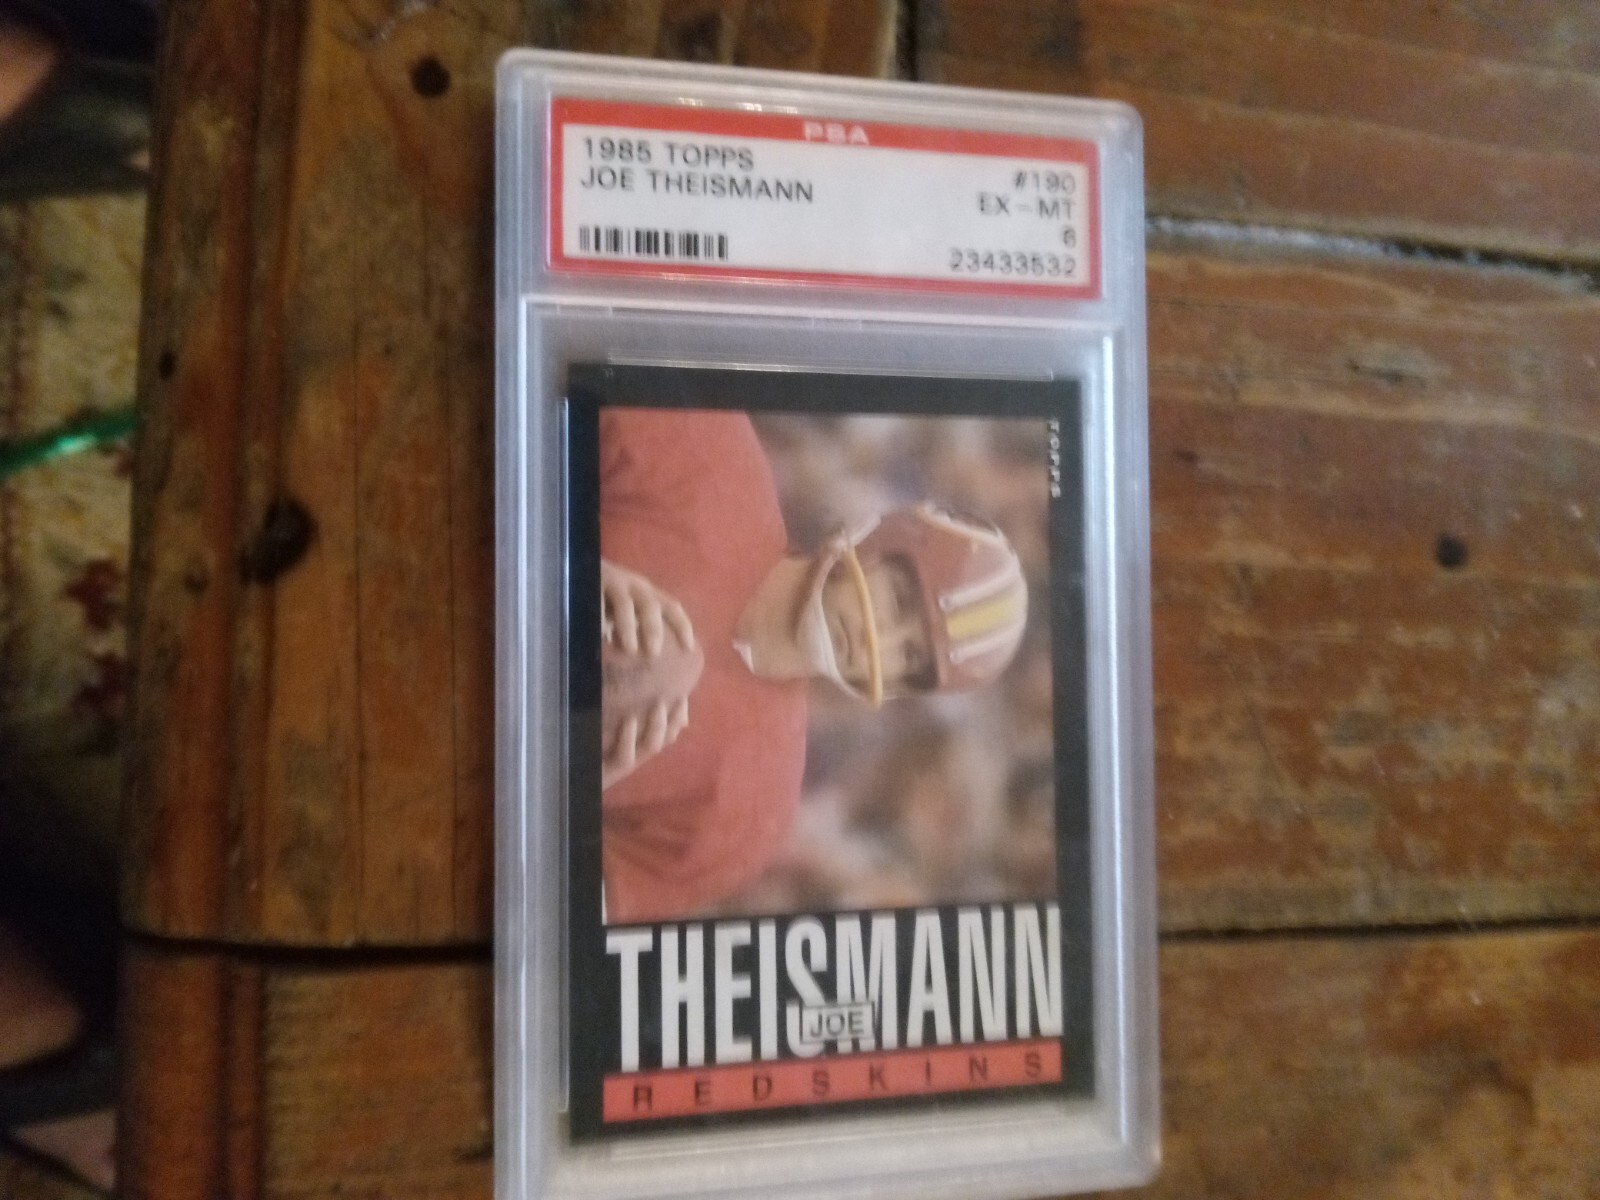 PSA
1985 TOPPS
JOE THEISMANN
#190
EX-MT
6
23433532
TOPPS
THEISMANN
JOE
REDSKINS